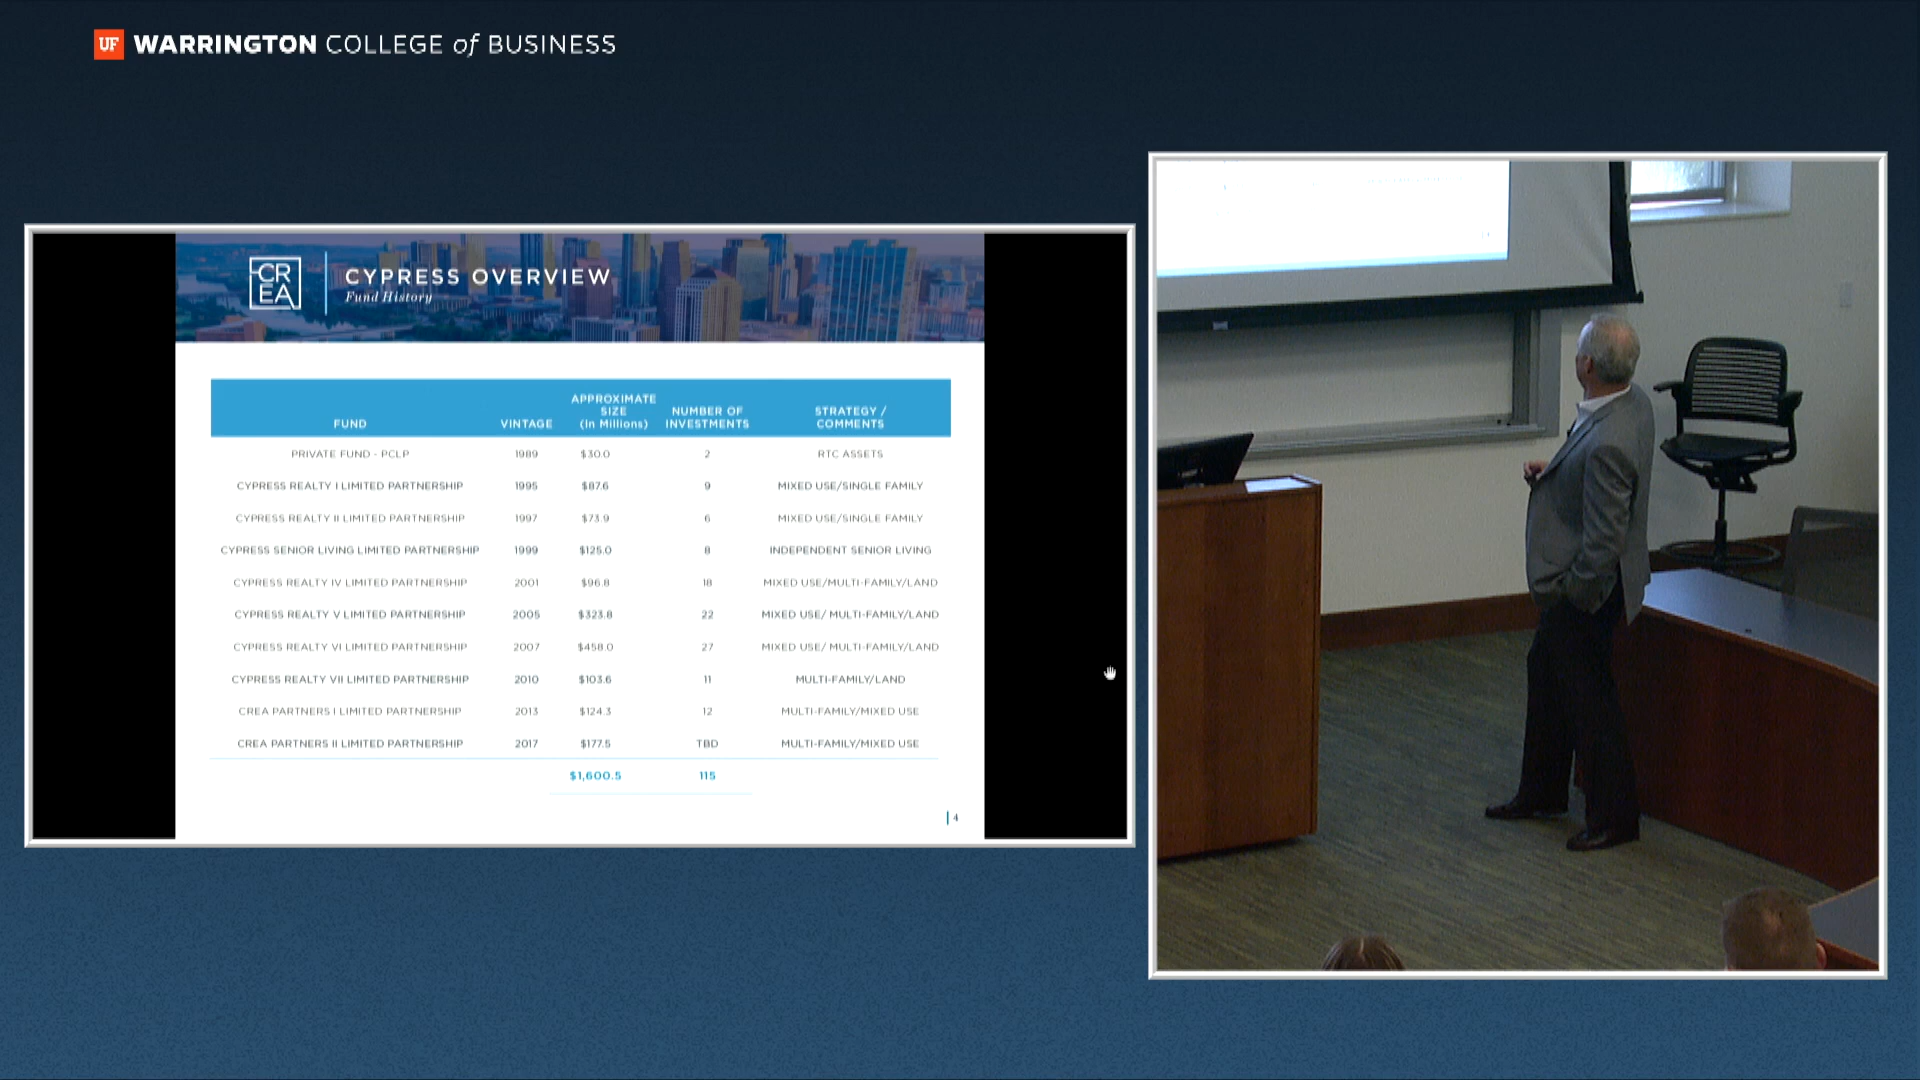 UF WARRINGTON COLLEGE of BUSINESS
CR
EA
CYPRESS OVERVIEW
Fund History
FUND VINTAGE APPROXIMATE SIZE (In Millions) NUMBER OF INVESTMENTS STRATEGY / COMMENTS
PRIVATE FUND - PCLP 1989 $30.0 2 RTC ASSETS
CYPRESS REALTY I LIMITED PARTNERSHIP 1995 $87.6 9 MIXED USE/SINGLE FAMILY
CYPRESS REALTY II LIMITED PARTNERSHIP 1997 $73.9 6 MIXED USE/SINGLE FAMILY
CYPRESS SENIOR LIVING LIMITED PARTNERSHIP 1999 $125.0 8 INDEPENDENT SENIOR LIVING
CYPRESS REALTY IV LIMITED PARTNERSHIP 2001 $96.8 18 MIXED USE/MULTI-FAMILY/LAND
CYPRESS REALTY V LIMITED PARTNERSHIP 2005 $323.8 22 MIXED USE/ MULTI-FAMILY/LAND
CYPRESS REALTY VI LIMITED PARTNERSHIP 2007 $458.0 27 MIXED USE/ MULTI-FAMILY/LAND
CYPRESS REALTY VII LIMITED PARTNERSHIP 2010 $103.6 11 MULTI-FAMILY/LAND
CREA PARTNERS I LIMITED PARTNERSHIP 2013 $124.3 12 MULTI-FAMILY/MIXED USE
CREA PARTNERS II LIMITED PARTNERSHIP 2017 $177.5 TBD MULTI-FAMILY/MIXED USE
$1,600.5 115
4